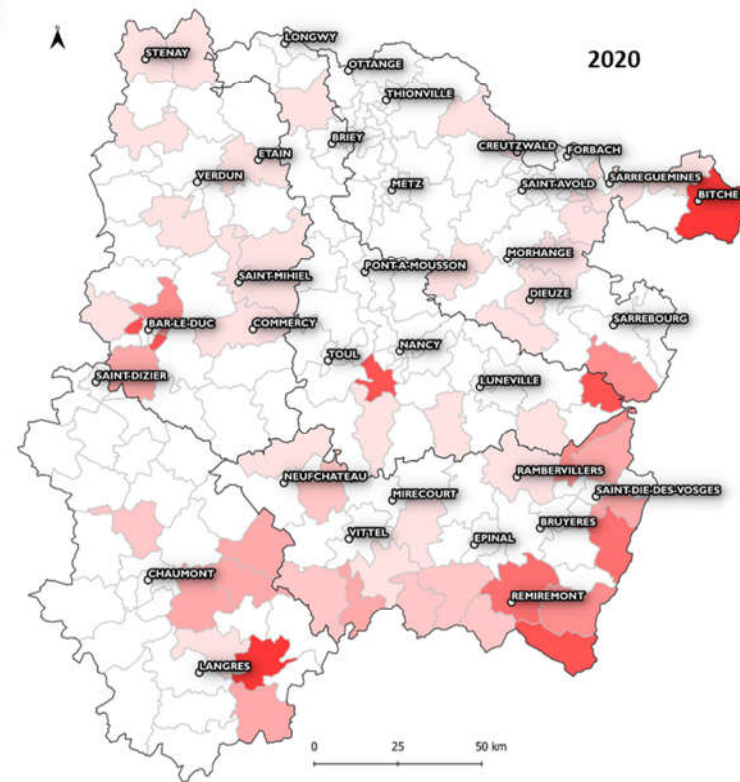 2020
LONGWY
STENAY
OTTANGE
THIONVILLE
BRIEY
CREUTZWALD
FORBACH
ETAIN
VERDUN
METZ
SAINT-AVOLD
SARREGUEMINES
BITCHE
MORHANGE
PONT-A-MOUSSON
SAINT-MIHIEL
DIEUZE
BAR-LE-DUC
COMMERCY
SARREBOURG
TOUL
NANCY
SAINT-DIZIER
LUNEVILLE
NEUFCHATEAU
RAMBERVILLERS
MIRECOURT
SAINT-DIE-DES-VOSGES
VITTEL
EPINAL
BRUYERES
CHAUMONT
REMIREMONT
LANGRES
0 25 50 km